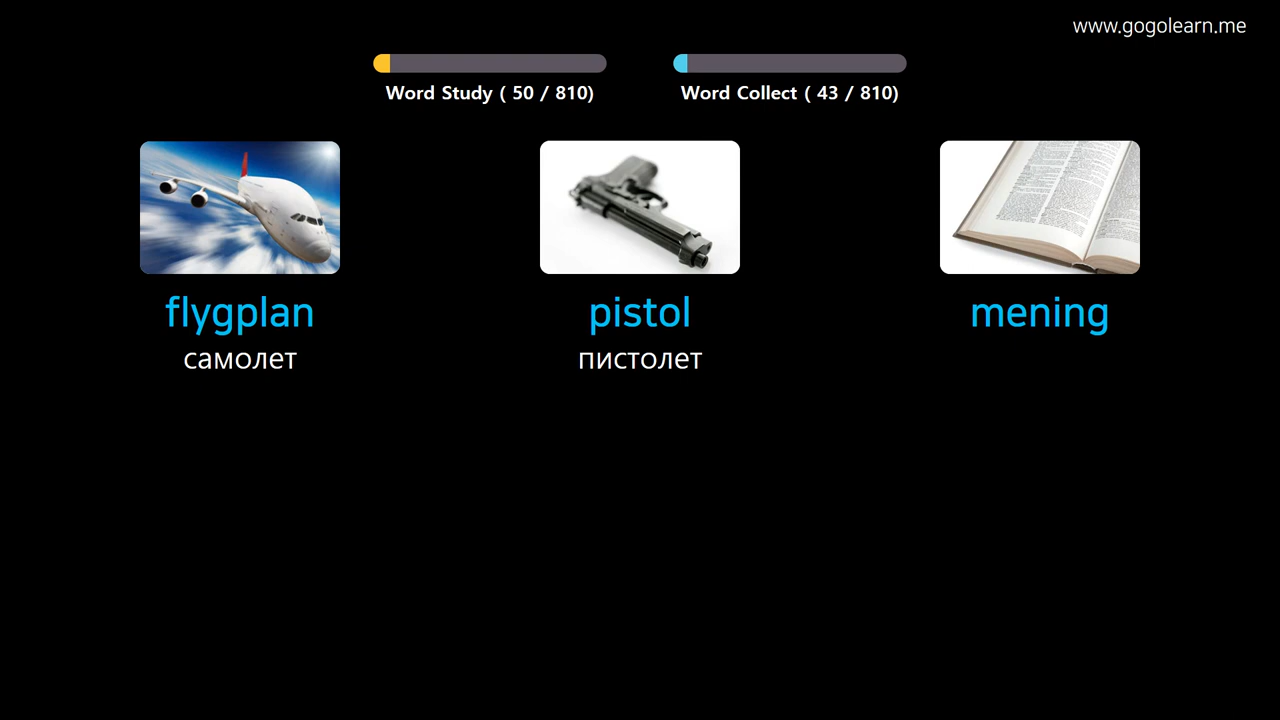 www.gogolearn.me
Word Study ( 50 / 810)
Word Collect ( 43 / 810)
flygplan
самолет
pistol
пистолет
mening